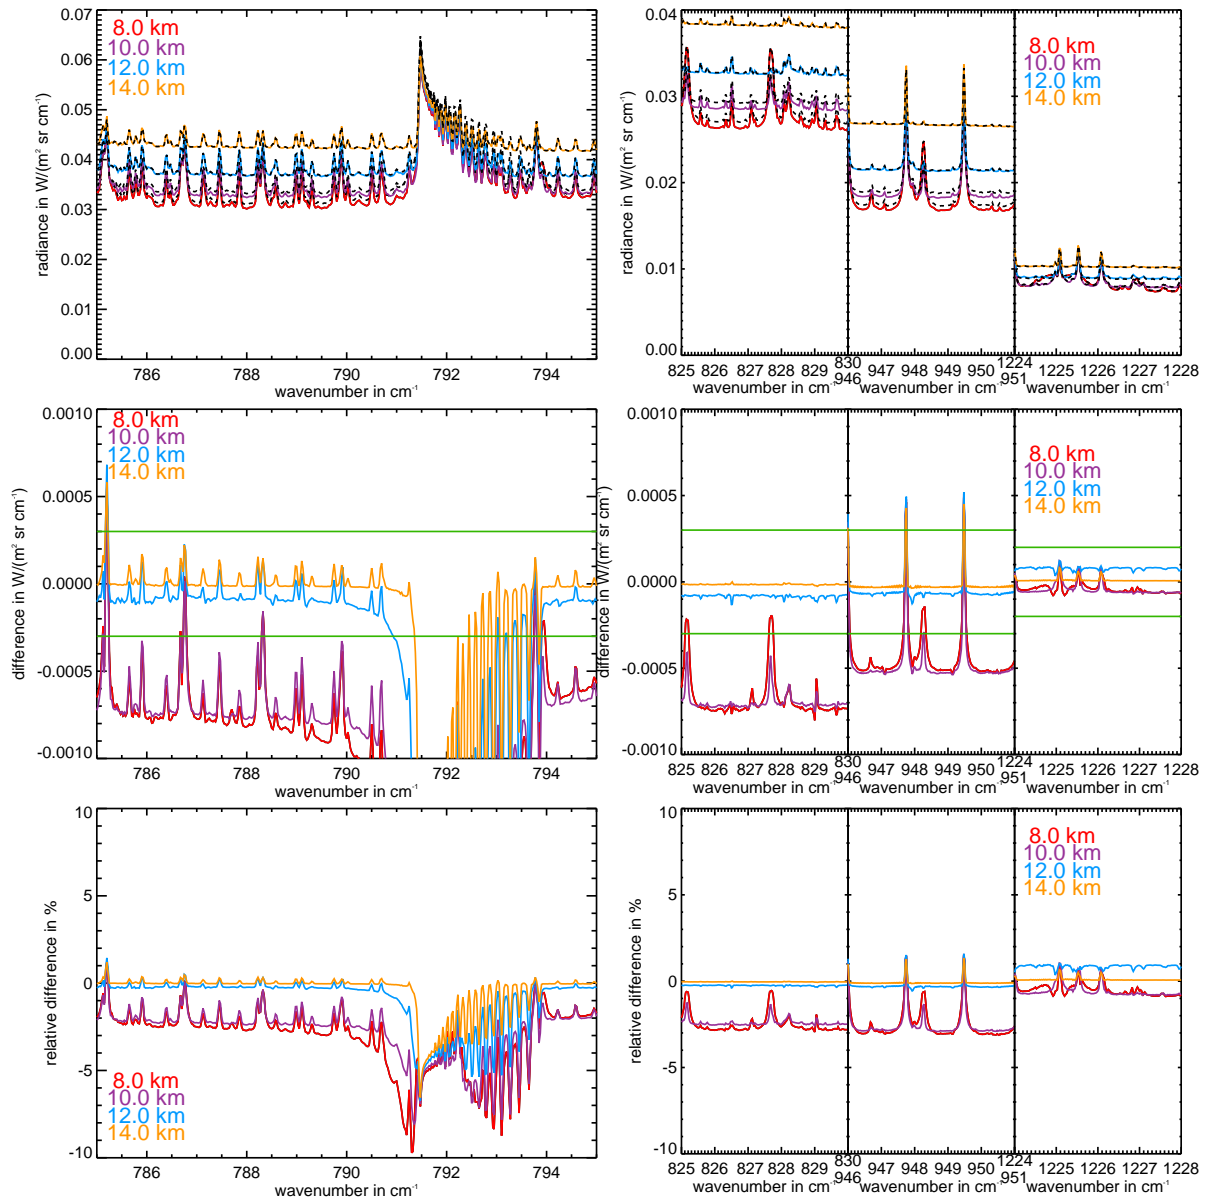 0.07
0.06
0.05
0.04
0.03
0.02
0.01
0.00
radiance in W/(m² sr cm⁻¹)
8.0 km
10.0 km
12.0 km
14.0 km
786 788 790 792 794
wavenumber in cm⁻¹
0.04
0.03
0.02
0.01
0.00
radiance in W/(m² sr cm⁻¹)
8.0 km
10.0 km
12.0 km
14.0 km
825 826 827 828 829 830
946 947 948 949 950 951
1224 1225 1226 1227 1228
wavenumber in cm⁻¹ wavenumber in cm⁻¹ wavenumber in cm⁻¹
0.0010
0.0005
0.0000
-0.0005
-0.0010
difference in W/(m² sr cm⁻¹)
8.0 km
10.0 km
12.0 km
14.0 km
786 788 790 792 794
wavenumber in cm⁻¹
0.0010
0.0005
0.0000
-0.0005
-0.0010
difference in W/(m² sr cm⁻¹)
8.0 km
10.0 km
12.0 km
14.0 km
825 826 827 828 829 830
946 947 948 949 950 951
1224 1225 1226 1227 1228
wavenumber in cm⁻¹ wavenumber in cm⁻¹ wavenumber in cm⁻¹
10
5
0
-5
-10
relative difference in %
8.0 km
10.0 km
12.0 km
14.0 km
786 788 790 792 794
wavenumber in cm⁻¹
10
5
0
-5
-10
relative difference in %
8.0 km
10.0 km
12.0 km
14.0 km
825 826 827 828 829 830
946 947 948 949 950 951
1224 1225 1226 1227 1228
wavenumber in cm⁻¹ wavenumber in cm⁻¹ wavenumber in cm⁻¹